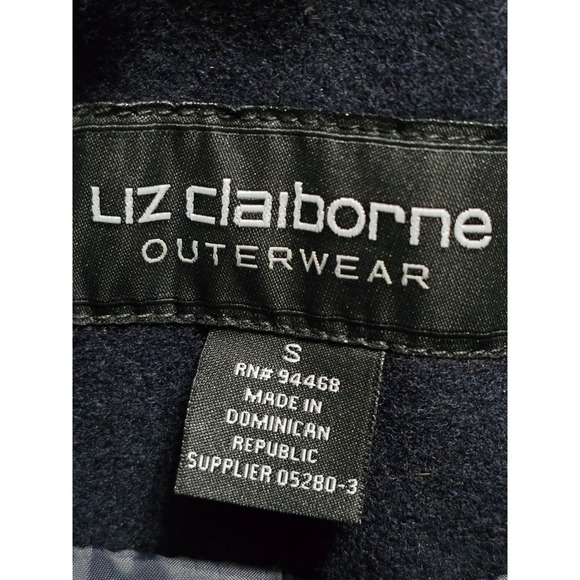 LIZ claiborne
OUTERWEAR
S
RN# 94468
MADE IN
DOMINICAN
REPUBLIC
SUPPLIER 05280-3